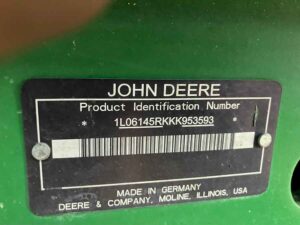 JOHN DEERE
Product Identification Number
* 1L06145RKKK953593 *
MADE IN GERMANY
DEERE & COMPANY, MOLINE, ILLINOIS, USA